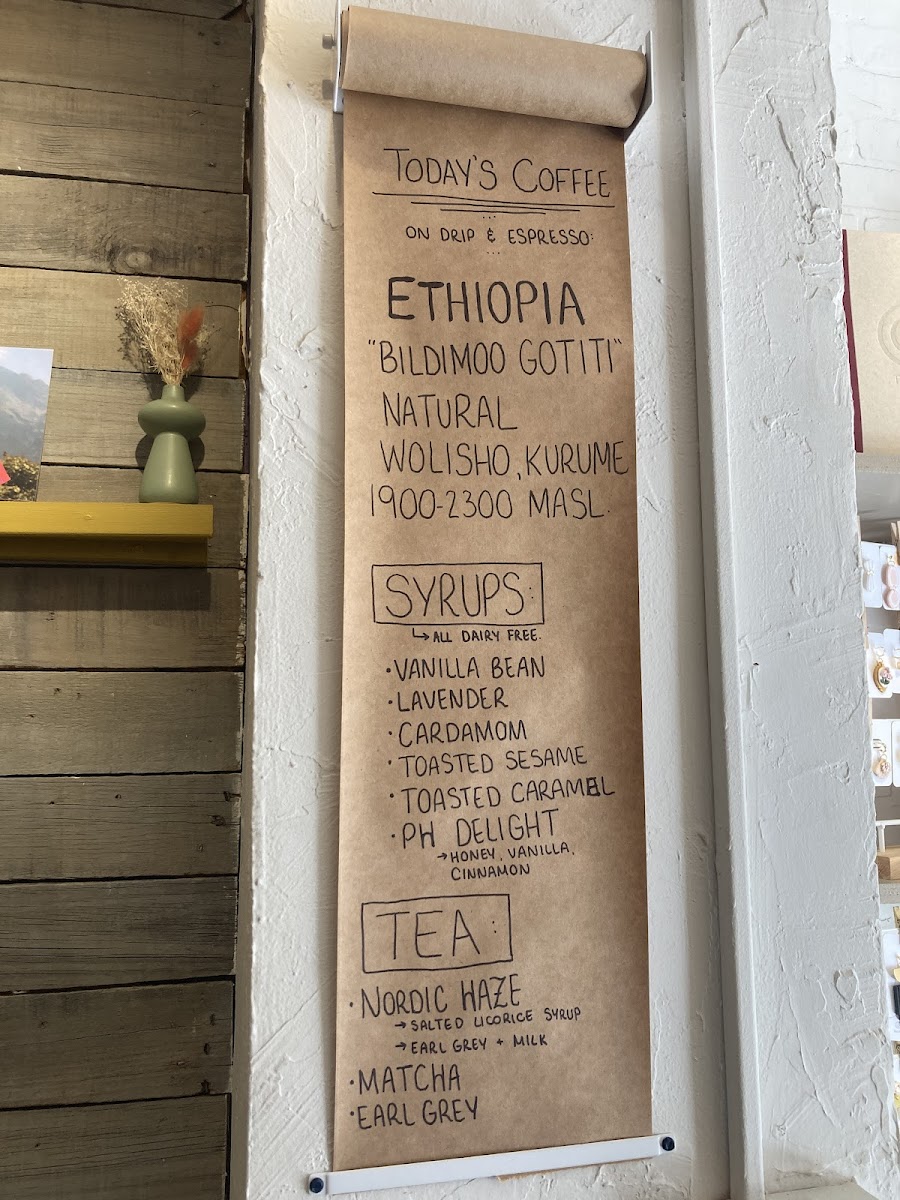 TODAY'S COFFEE
ON DRIP & ESPRESSO:
ETHIOPIA
"BILDIMOO GOTITI"
NATURAL
WOLISHO, KURUME
1900-2300 MASL.
SYRUPS:
↳ ALL DAIRY FREE.
· VANILLA BEAN
· LAVENDER
· CARDAMOM
· TOASTED SESAME
· TOASTED CARAMEL
· PH DELIGHT
→ HONEY, VANILLA,
CINNAMON
TEA:
· NORDIC HAZE
→ SALTED LICORICE SYRUP
→ EARL GREY + MILK
· MATCHA
· EARL GREY